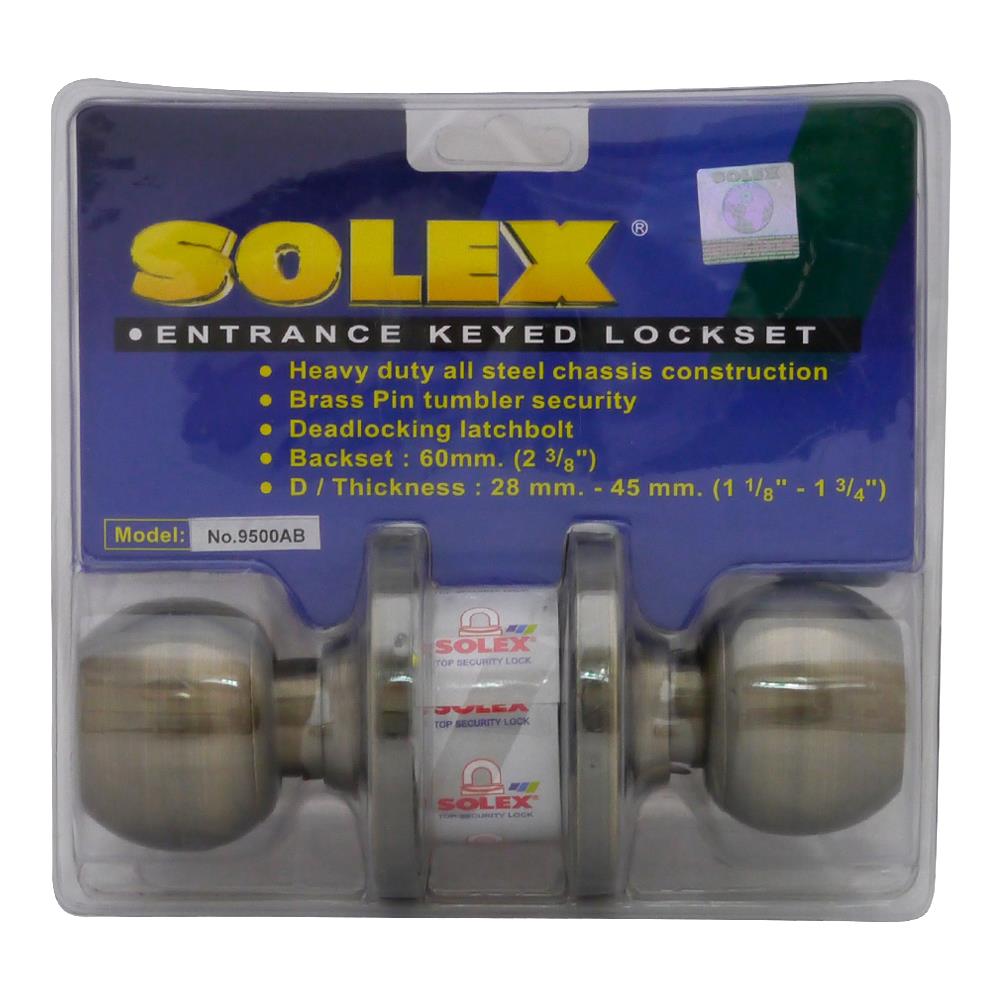 SOLEX
SOLEX®
• ENTRANCE KEYED LOCKSET
• Heavy duty all steel chassis construction
• Brass Pin tumbler security
• Deadlocking latchbolt
• Backset : 60mm. (2 3/8")
• D / Thickness : 28 mm. - 45 mm. (1 1/8" - 1 3/4")
Model: No.9500AB
SOLEX®
TOP SECURITY LOCK
SOLEX
TOP SECURITY LOCK
SOLEX®
TOP SECURITY LOCK